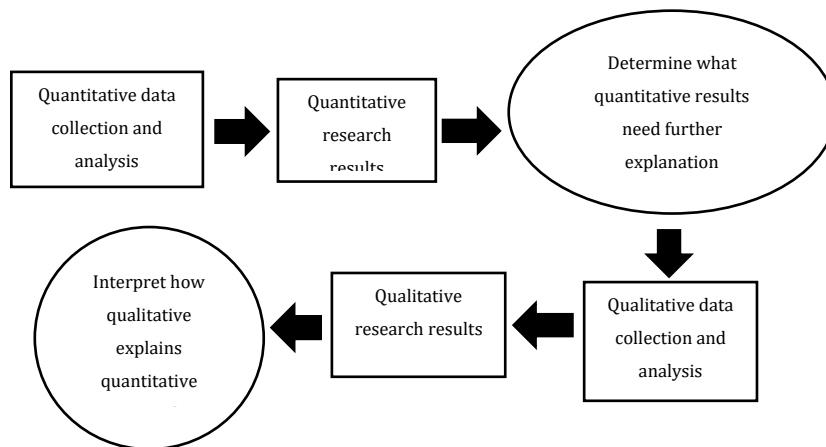 Quantitative data
collection and
analysis
Quantitative
research
results
Determine what
quantitative results
need further
explanation
Qualitative data
collection and
analysis
Qualitative
research results
Interpret how
qualitative
explains
quantitative